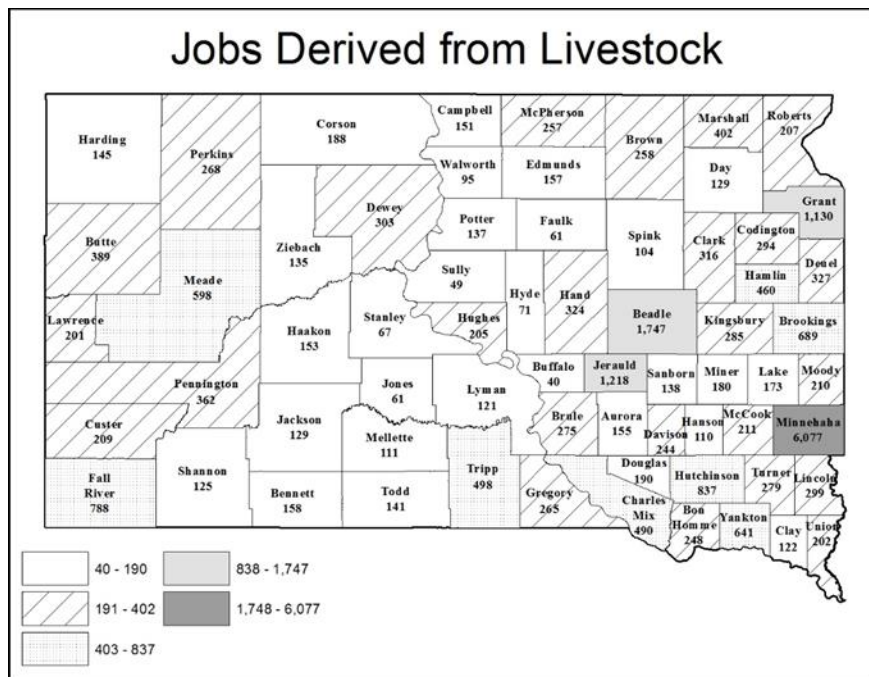 Jobs Derived from Livestock
Harding
145
Perkins
268
Corson
188
Campbell
151
McPherson
257
Brown
258
Marshall
402
Roberts
207
Walworth
95
Edmunds
157
Day
129
Grant
1,130
Butte
389
Meade
598
Ziebach
135
Dewey
303
Potter
137
Faulk
61
Spink
104
Clark
316
Codington
294
Hamlin
460
Deuel
327
Lawrence
201
Haakon
153
Stanley
67
Sully
49
Hughes
205
Hyde
71
Hand
324
Beadle
1,747
Kingsbury
285
Brookings
689
Pennington
362
Custer
209
Jackson
129
Jones
61
Lyman
121
Buffalo
40
Jerauld
1,218
Sanborn
138
Miner
180
Lake
173
Moody
210
Brule
275
Aurora
155
Davison
244
Hanson
110
McCook
211
Minnehaha
6,077
Fall
River
788
Shannon
125
Bennett
158
Mellette
111
Todd
141
Tripp
498
Gregory
265
Douglas
190
Charles
Mix
490
Hutchinson
837
Turner
279
Lincoln
299
Bon
Homme
248
Yankton
641
Clay
122
Union
202
40 - 190
191 - 402
403 - 837
838 - 1,747
1,748 - 6,077